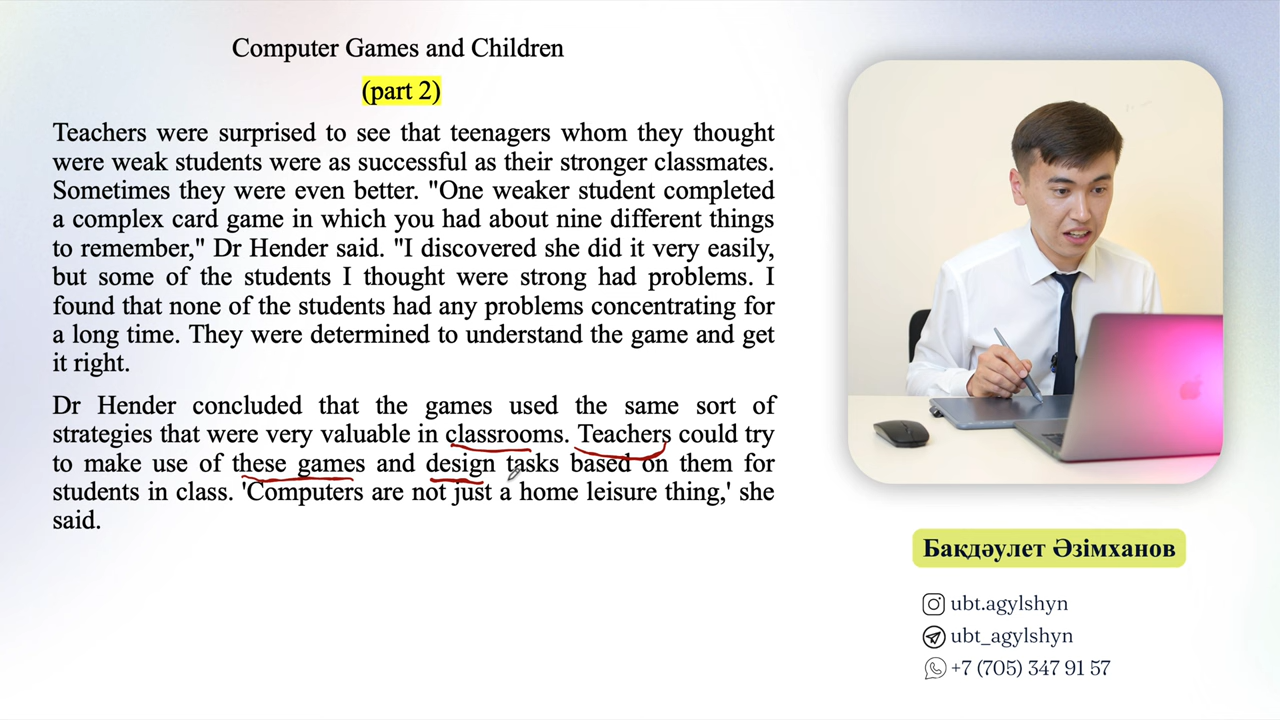 Computer Games and Children
(part 2)
Teachers were surprised to see that teenagers whom they thought
were weak students were as successful as their stronger classmates.
Sometimes they were even better. "One weaker student completed
a complex card game in which you had about nine different things
to remember," Dr Hender said. "I discovered she did it very easily,
but some of the students I thought were strong had problems. I
found that none of the students had any problems concentrating for
a long time. They were determined to understand the game and get
it right.
Dr Hender concluded that the games used the same sort of
strategies that were very valuable in classrooms. Teachers could try
to make use of these games and design tasks based on them for
students in class. 'Computers are not just a home leisure thing,' she
said.
Бақдәулет Әзімханов
ubt.agylshyn
ubt_agylshyn
+7 (705) 347 91 57